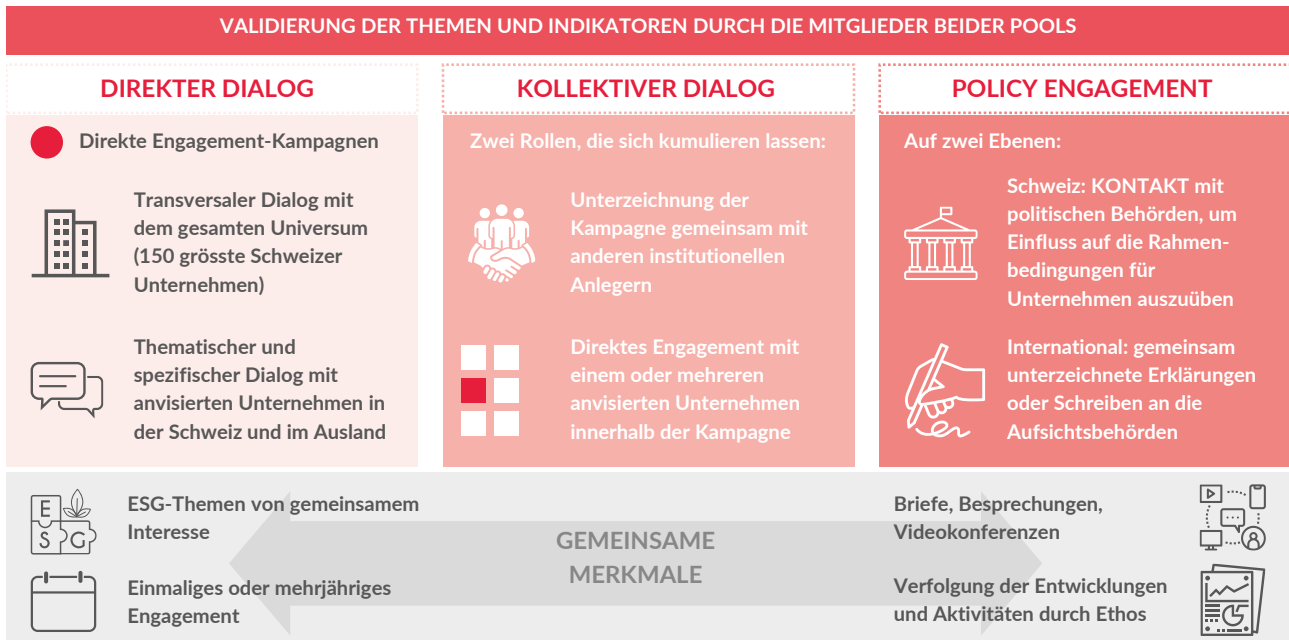 VALIDIERUNG DER THEMEN UND INDIKATOREN DURCH DIE MITGLIEDER BEIDER POOLS
DIREKTER DIALOG
Direkte Engagement-Kampagnen
Transversaler Dialog mit
dem gesamten Universum
(150 grösste Schweizer
Unternehmen)
Thematischer und
spezifischer Dialog mit
anvisierten Unternehmen in
der Schweiz und im Ausland
KOLLEKTIVER DIALOG
Zwei Rollen, die sich kumulieren lassen:
Unterzeichnung der
Kampagne gemeinsam mit
anderen institutionellen
Anlegern
Direktes Engagement mit
einem oder mehreren
anvisierten Unternehmen
innerhalb der Kampagne
POLICY ENGAGEMENT
Auf zwei Ebenen:
Schweiz: KONTAKT mit
politischen Behörden, um
Einfluss auf die Rahmen-
bedingungen für
Unternehmen auszuüben
International: gemeinsam
unterzeichnete Erklärungen
oder Schreiben an die
Aufsichtsbehörden
E
S G
ESG-Themen von gemeinsamem
Interesse
Einmaliges oder mehrjähriges
Engagement
GEMEINSAME
MERKMALE
Briefe, Besprechungen,
Videokonferenzen
Verfolgung der Entwicklungen
und Aktivitäten durch Ethos